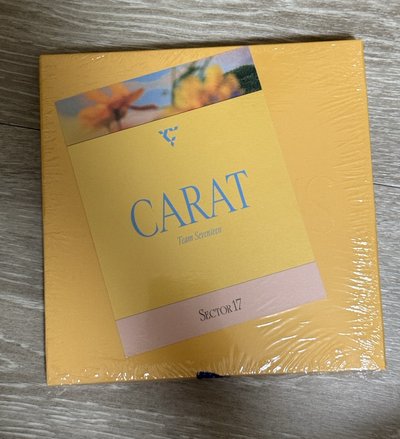 CARAT
Team Seventeen
SECTOR 17